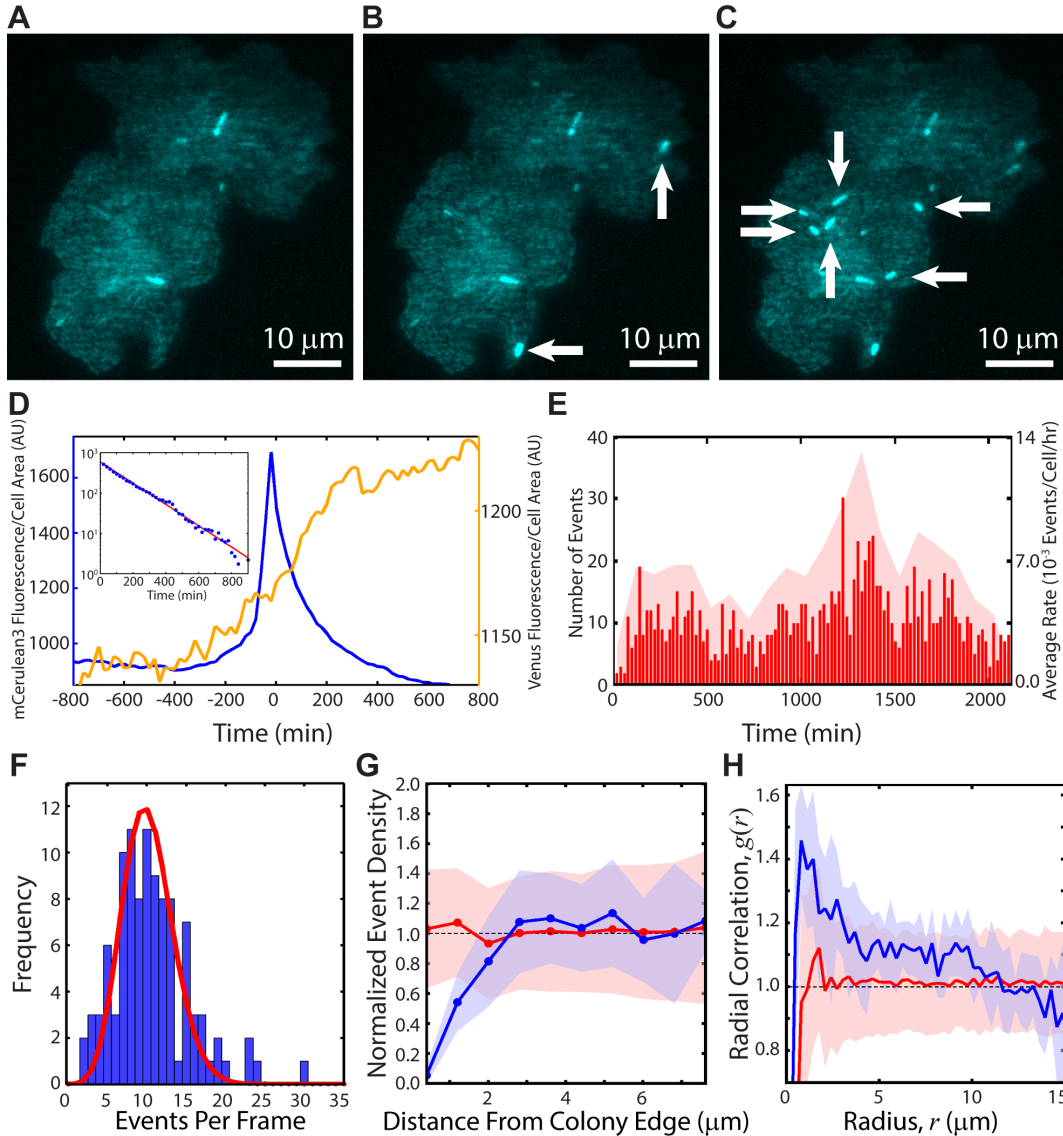 A
B
C
10 μm
10 μm
10 μm
D
E
mCerulean3 Fluorescence/Cell Area (AU)
1600
1400
1200
1000
-800 -600 -400 -200 0 200 400 600 800
Time (min)
1200
1150
Venus Fluorescence/Cell Area (AU)
10³
10²
10¹
10⁰
0 200 400 600 800
Time (min)
Number of Events
40
30
20
10
0
0 500 1000 1500 2000
Time (min)
14
7.0
0.0
Average Rate (10⁻³ Events/Cell/hr)
F
G
H
Frequency
12
10
8
6
4
2
0
0 5 10 15 20 25 30 35
Events Per Frame
Normalized Event Density
2.0
1.8
1.6
1.4
1.2
1.0
0.8
0.6
0.4
0.2
0.0
2 4 6 8
Distance From Colony Edge (μm)
Radial Correlation, g(r)
1.6
1.4
1.2
1.0
0.8
0 5 10 15
Radius, r (μm)